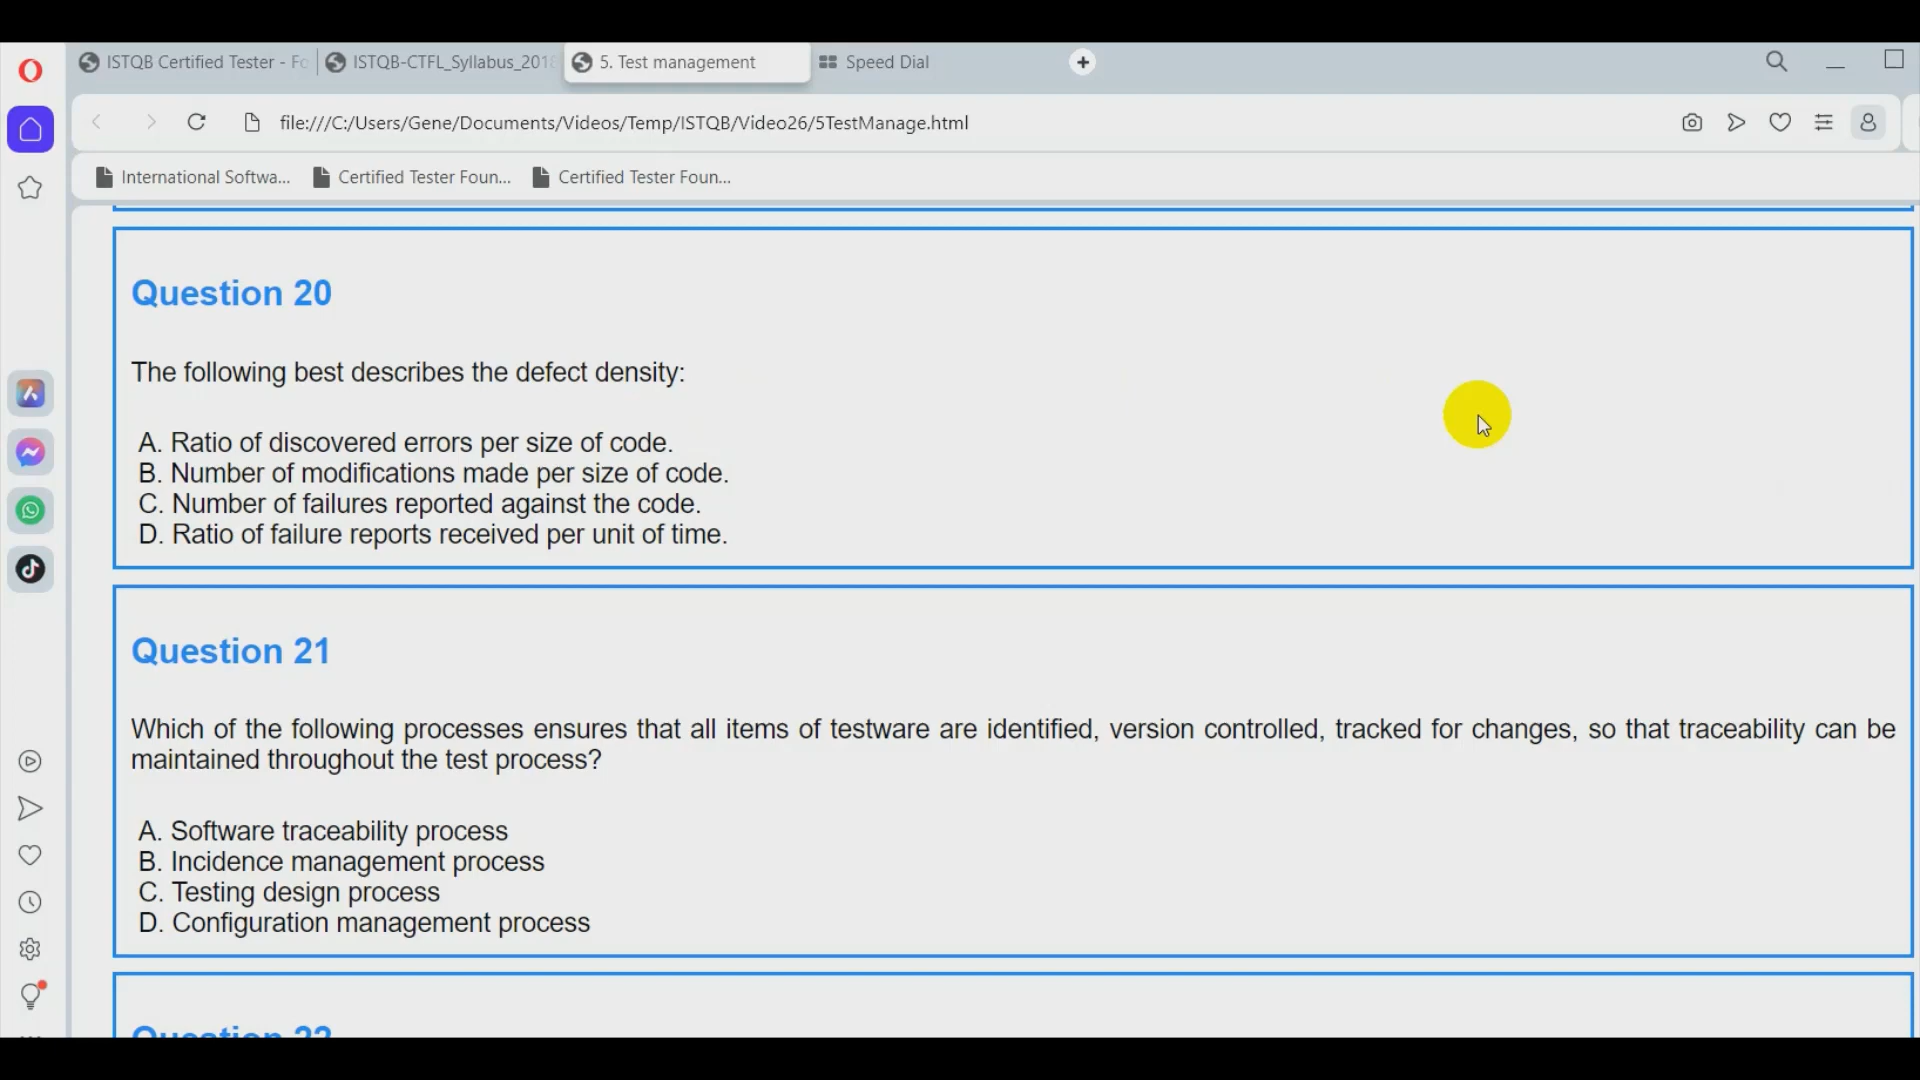 ISTQB Certified Tester - Fo
ISTQB-CTFL_Syllabus_2018
5. Test management
Speed Dial
file:///C:/Users/Gene/Documents/Videos/Temp/ISTQB/Video26/5TestManage.html
International Softwa...
Certified Tester Foun...
Certified Tester Foun...
Question 20
The following best describes the defect density:
A. Ratio of discovered errors per size of code.
B. Number of modifications made per size of code.
C. Number of failures reported against the code.
D. Ratio of failure reports received per unit of time.
Question 21
Which of the following processes ensures that all items of testware are identified, version controlled, tracked for changes, so that traceability can be
maintained throughout the test process?
A. Software traceability process
B. Incidence management process
C. Testing design process
D. Configuration management process
Question 22